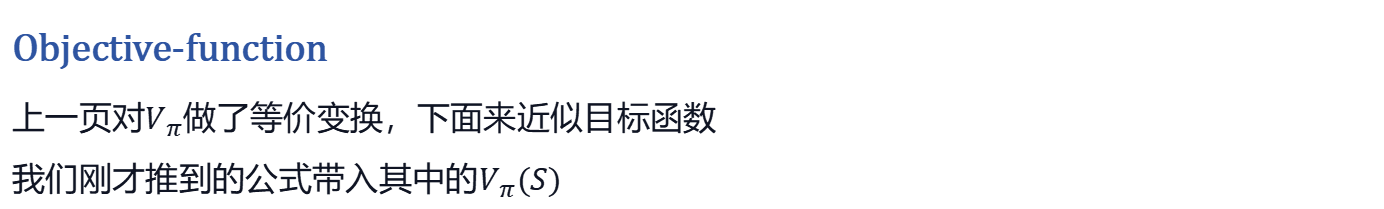 Objective-function
上一页对𝑉𝜋做了等价变换，下面来近似目标函数
我们刚才推到的公式带入其中的𝑉𝜋(𝑆)